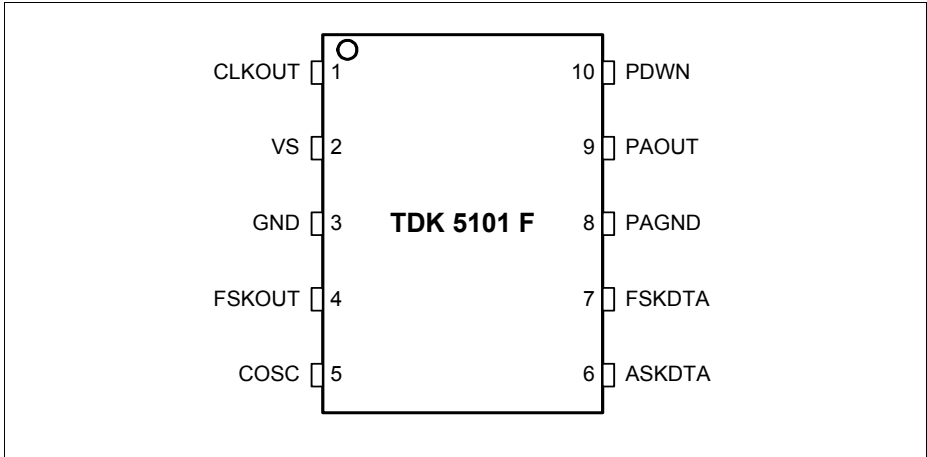 CLKOUT 1 10 PDWN
VS 2 9 PAOUT
GND 3 TDK 5101 F 8 PAGND
FSKOUT 4 7 FSKDTA
COSC 5 6 ASKDTA